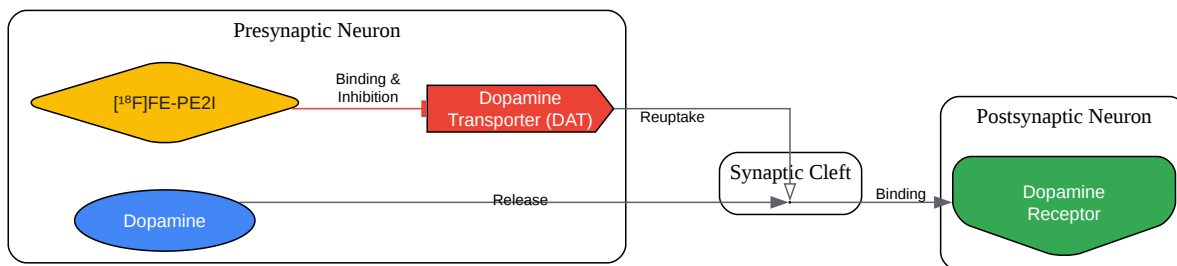 Presynaptic Neuron
[¹⁸F]FE-PE2I
Binding &
Inhibition
Dopamine
Transporter (DAT)
Reuptake
Dopamine
Release
Synaptic Cleft
Binding
Postsynaptic Neuron
Dopamine
Receptor